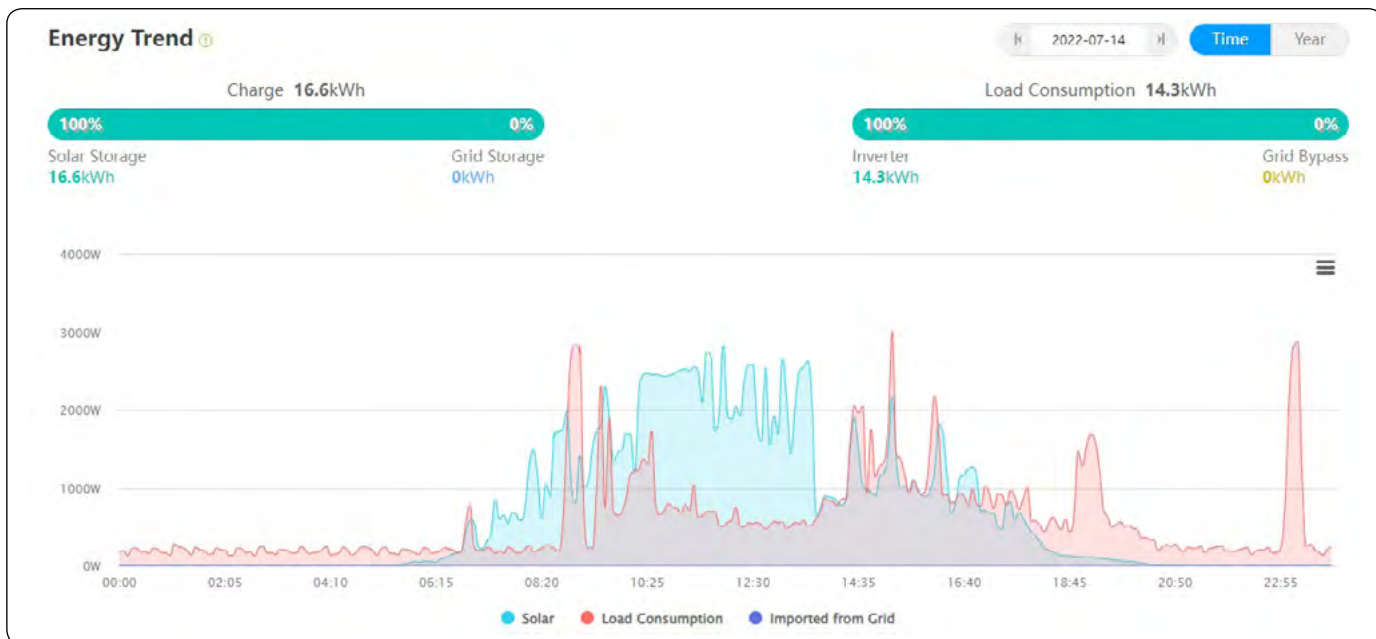 Energy Trend
2022-07-14 Time Year
Charge 16.6kWh
Load Consumption 14.3kWh
100% 0%
100% 0%
Solar Storage Grid Storage
16.6kWh 0kWh
Inverter Grid Bypass
14.3kWh 0kWh
4000W
3000W
2000W
1000W
0W
00:00 02:05 04:10 06:15 08:20 10:25 12:30 14:35 16:40 18:45 20:50 22:55
Solar Load Consumption Imported from Grid